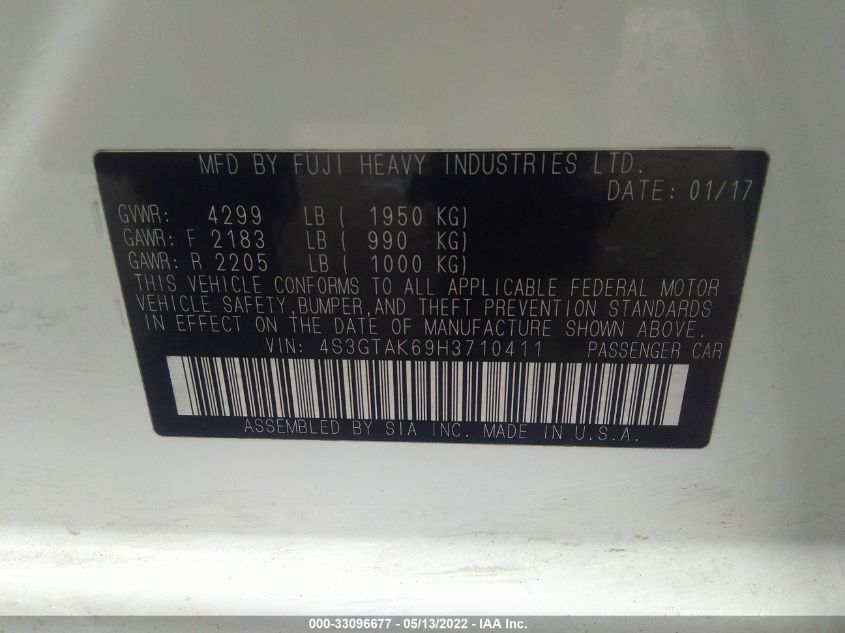 MFD BY FUJI HEAVY INDUSTRIES LTD.
DATE: 01/17
GVWR: 4299 LB ( 1950 KG)
GAWR: F 2183 LB ( 990 KG)
GAWR: R 2205 LB ( 1000 KG)
THIS VEHICLE CONFORMS TO ALL APPLICABLE FEDERAL MOTOR
VEHICLE SAFETY,BUMPER,AND THEFT PREVENTION STANDARDS
IN EFFECT ON THE DATE OF MANUFACTURE SHOWN ABOVE.
VIN: 4S3GTAK69H3710411 PASSENGER CAR
ASSEMBLED BY SIA INC. MADE IN U.S.A.
000-33096677 - 05/13/2022 - IAA Inc.